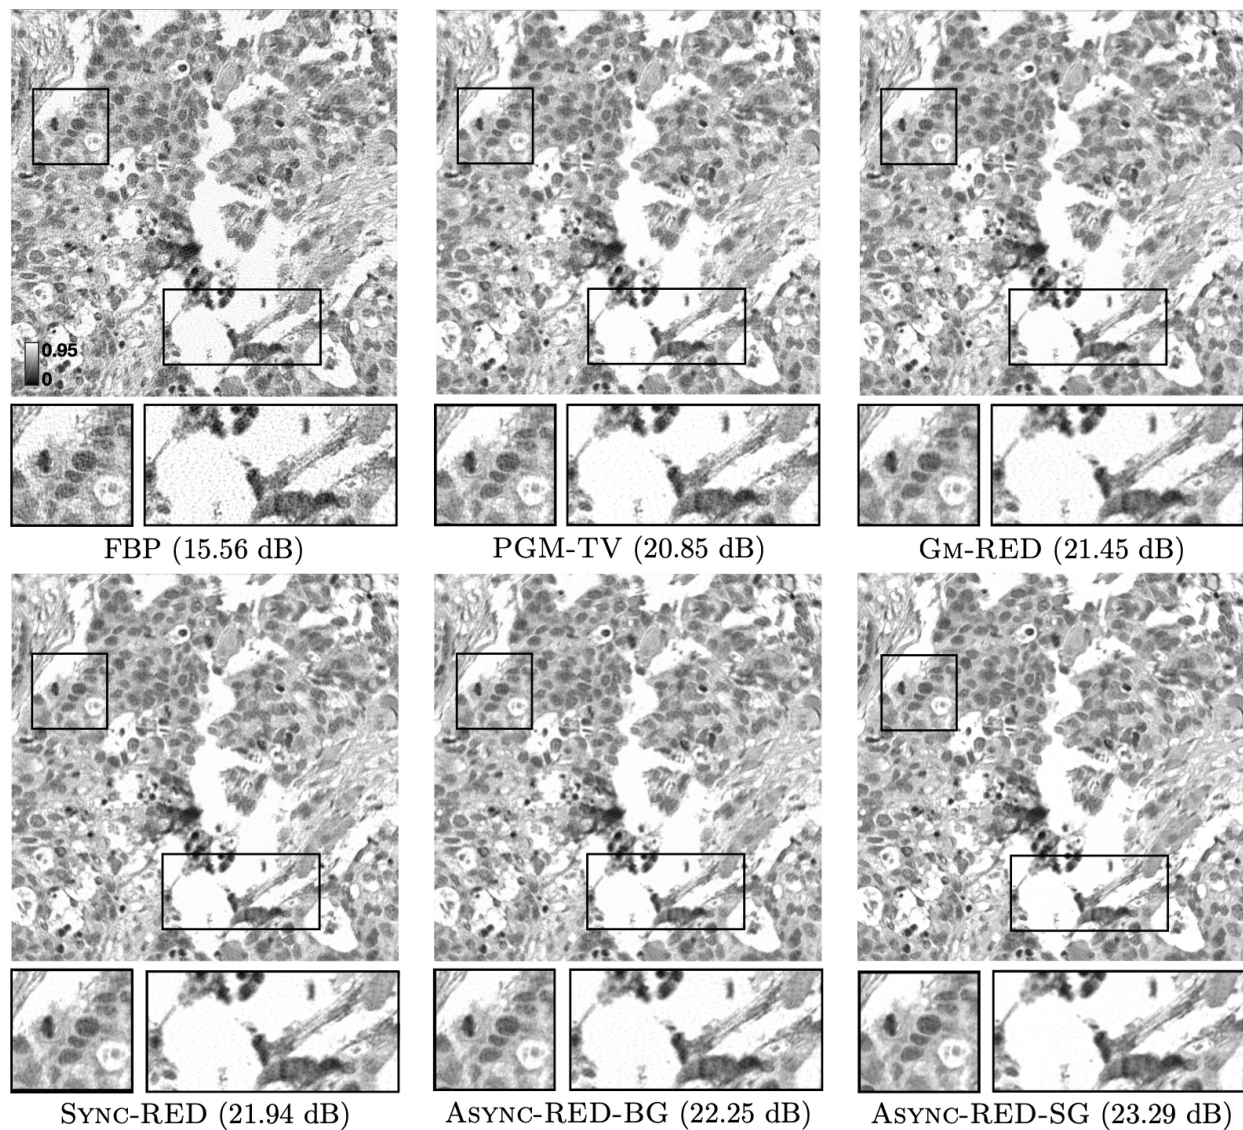 0.95
0
FBP (15.56 dB)
PGM-TV (20.85 dB)
GM-RED (21.45 dB)
SYNC-RED (21.94 dB)
ASYNC-RED-BG (22.25 dB)
ASYNC-RED-SG (23.29 dB)